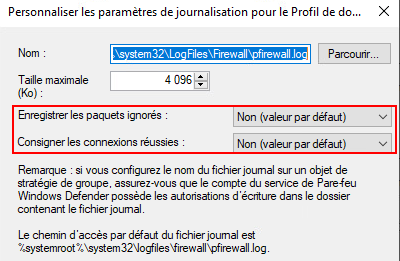 Personnaliser les paramètres de journalisation pour le Profil de do...
Nom :
.\system32\LogFiles\Firewall\pfirewall.log
Parcourir...
Taille maximale
(Ko) :
4 096
Enregistrer les paquets ignorés :
Non (valeur par défaut)
Consigner les connexions réussies :
Non (valeur par défaut)
Remarque : si vous configurez le nom du fichier journal sur un objet de
stratégie de groupe, assurez-vous que le compte du service de Pare-feu
Windows Defender possède les autorisations d'écriture dans le dossier
contenant le fichier journal.
Le chemin d'accès par défaut du fichier journal est
%systemroot%\system32\logfiles\firewall\pfirewall.log.